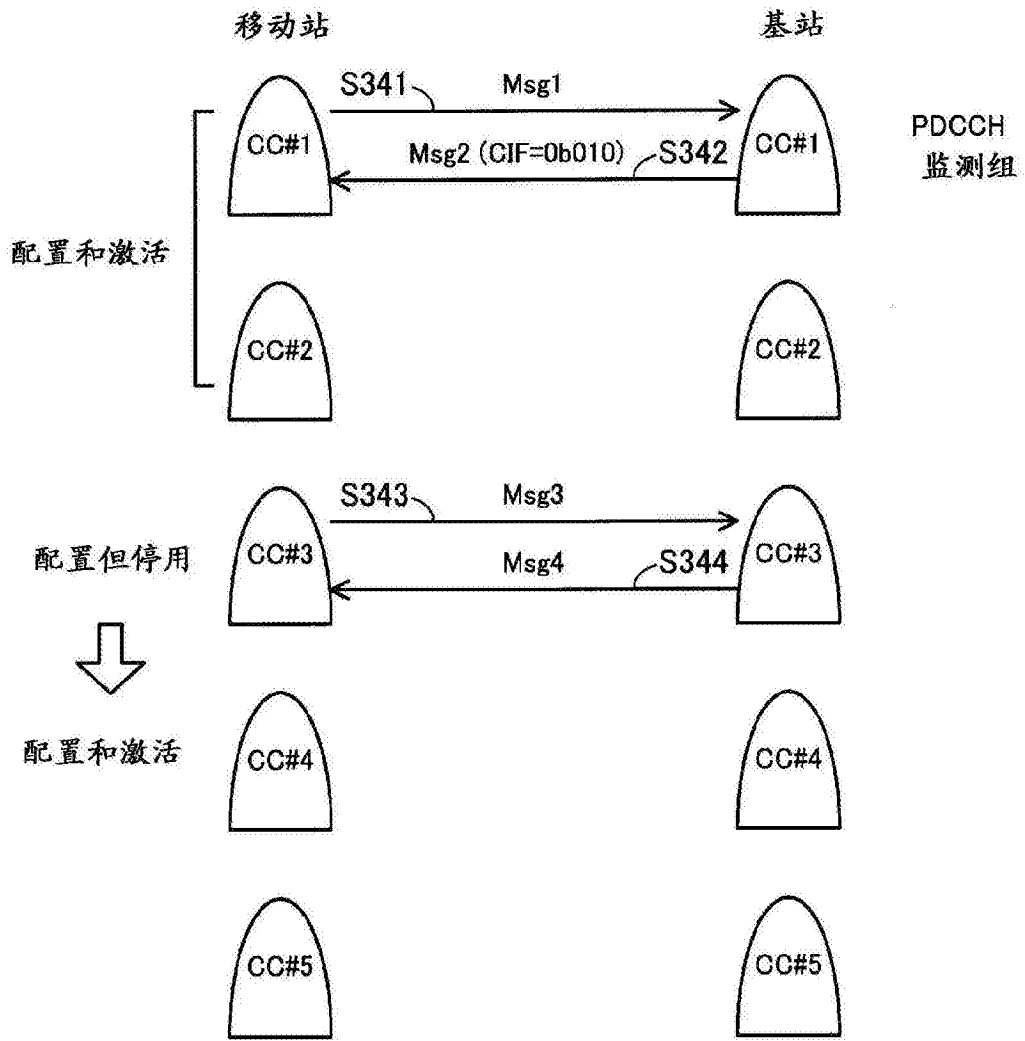 移动站
基站
S341
Msg1
CC#1
CC#1
PDCCH
监测组
Msg2 (CIF=0b010)
S342
配置和激活
CC#2
CC#2
S343
Msg3
配置但停用
CC#3
CC#3
Msg4
S344
配置和激活
CC#4
CC#4
CC#5
CC#5